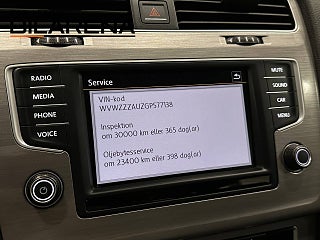 BILARENA
RADIO
MEDIA
PHONE
VOICE
Service
VIN-kod
WVWZZZAUZGP577138
Inspektion
om 30000 km eller 365 dag(ar)
Oljebytesservice
om 23400 km eller 398 dag(ar)
MUTE
SOUND
CAR
MENU